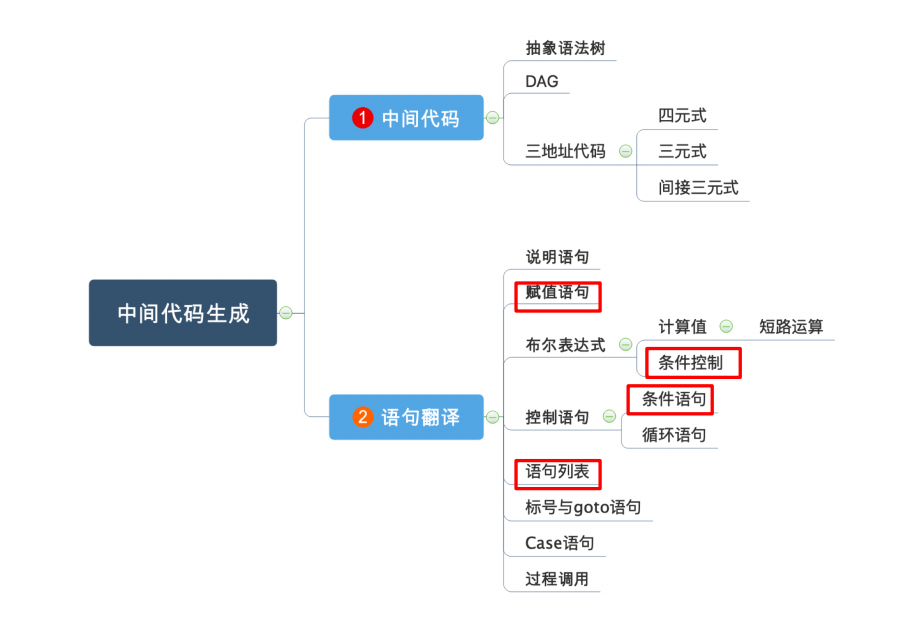 中间代码生成
1 中间代码
抽象语法树
DAG
三地址代码
四元式
三元式
间接三元式
2 语句翻译
说明语句
赋值语句
布尔表达式
计算值
短路运算
条件控制
控制语句
条件语句
循环语句
语句列表
标号与goto语句
Case语句
过程调用